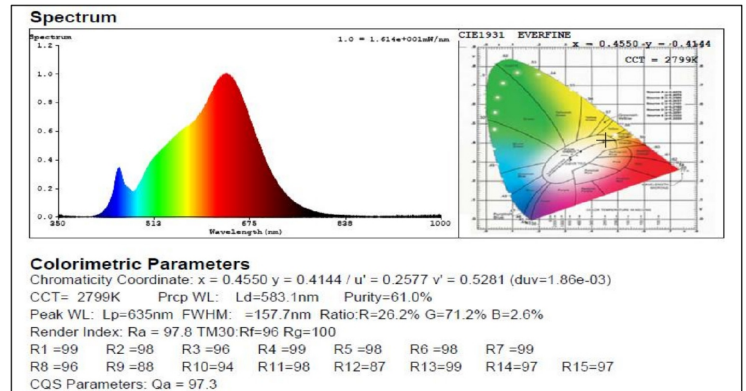 Spectrum
Spectrum
1.0 = 1.614e+001mW/nm
CIE1931 EVERFINE
x = 0.4550 y = 0.4144
CCT = 2799K
1.2
1.0
0.8
0.6
0.4
0.2
0.0
350 513 675 838 1000
Wavelength(nm)
Colorimetric Parameters
Chromaticity Coordinate: x = 0.4550 y = 0.4144 / u' = 0.2577 v' = 0.5281 (duv=1.86e-03)
CCT= 2799K Prcp WL: Ld=583.1nm Purity=61.0%
Peak WL: Lp=635nm FWHM: =157.7nm Ratio:R=26.2% G=71.2% B=2.6%
Render Index: Ra = 97.8 TM30:Rf=96 Rg=100
R1 =99 R2 =98 R3 =96 R4 =99 R5 =98 R6 =98 R7 =99
R8 =96 R9 =88 R10=94 R11=98 R12=87 R13=99 R14=97 R15=97
CQS Parameters: Qa = 97.3